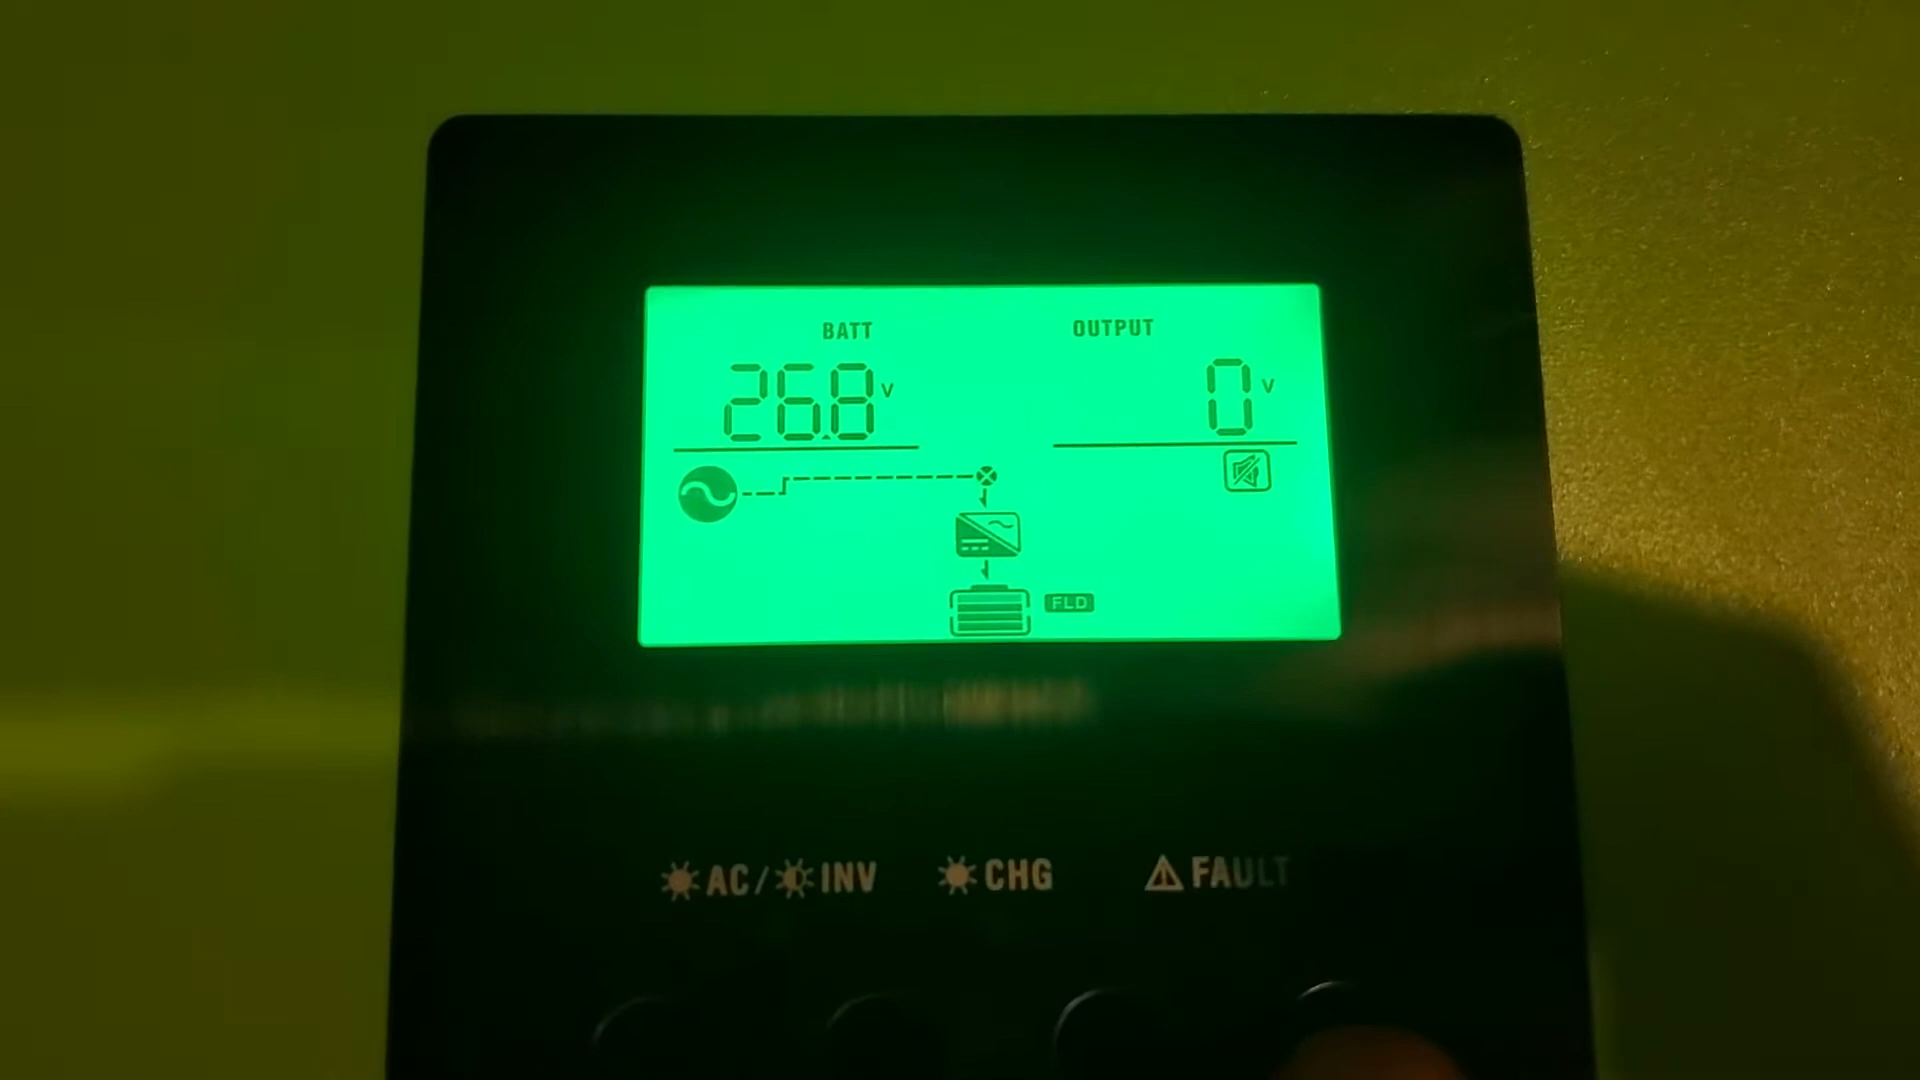 BATT OUTPUT
26.8 V 0 V
FLD
AC/ INV CHG FAULT